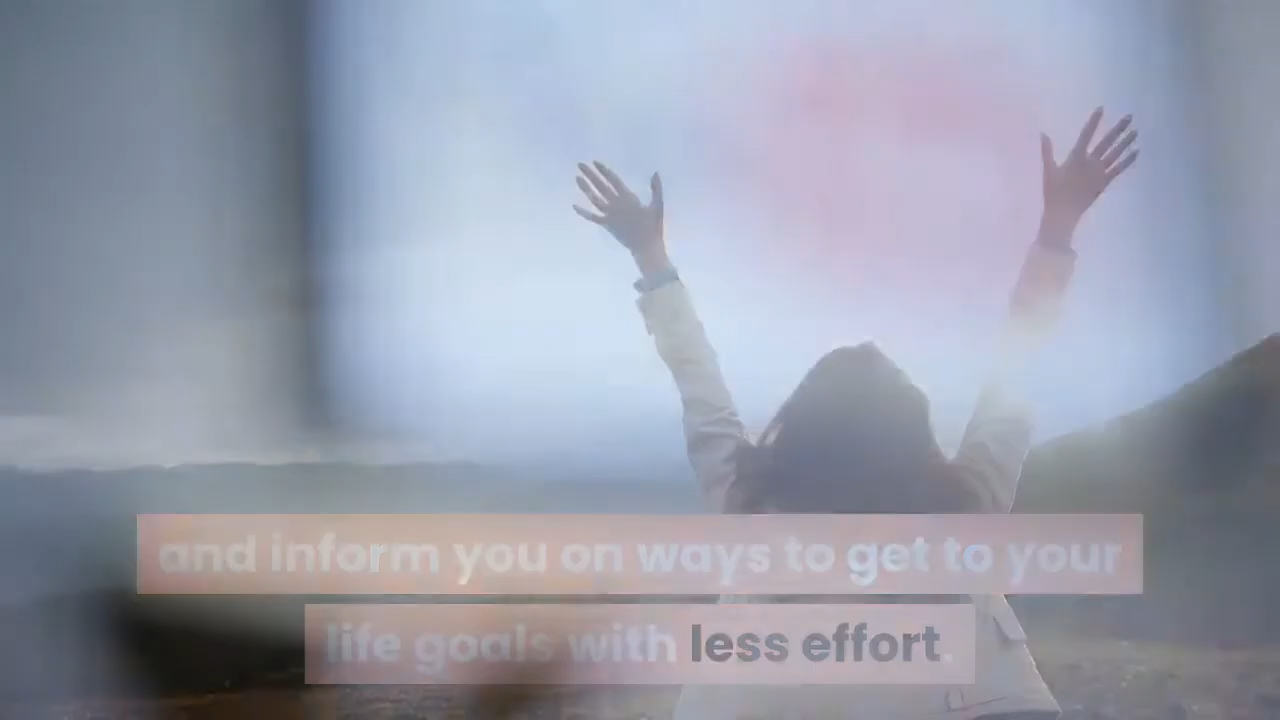 and inform you on ways to get to your
life goals with less effort.